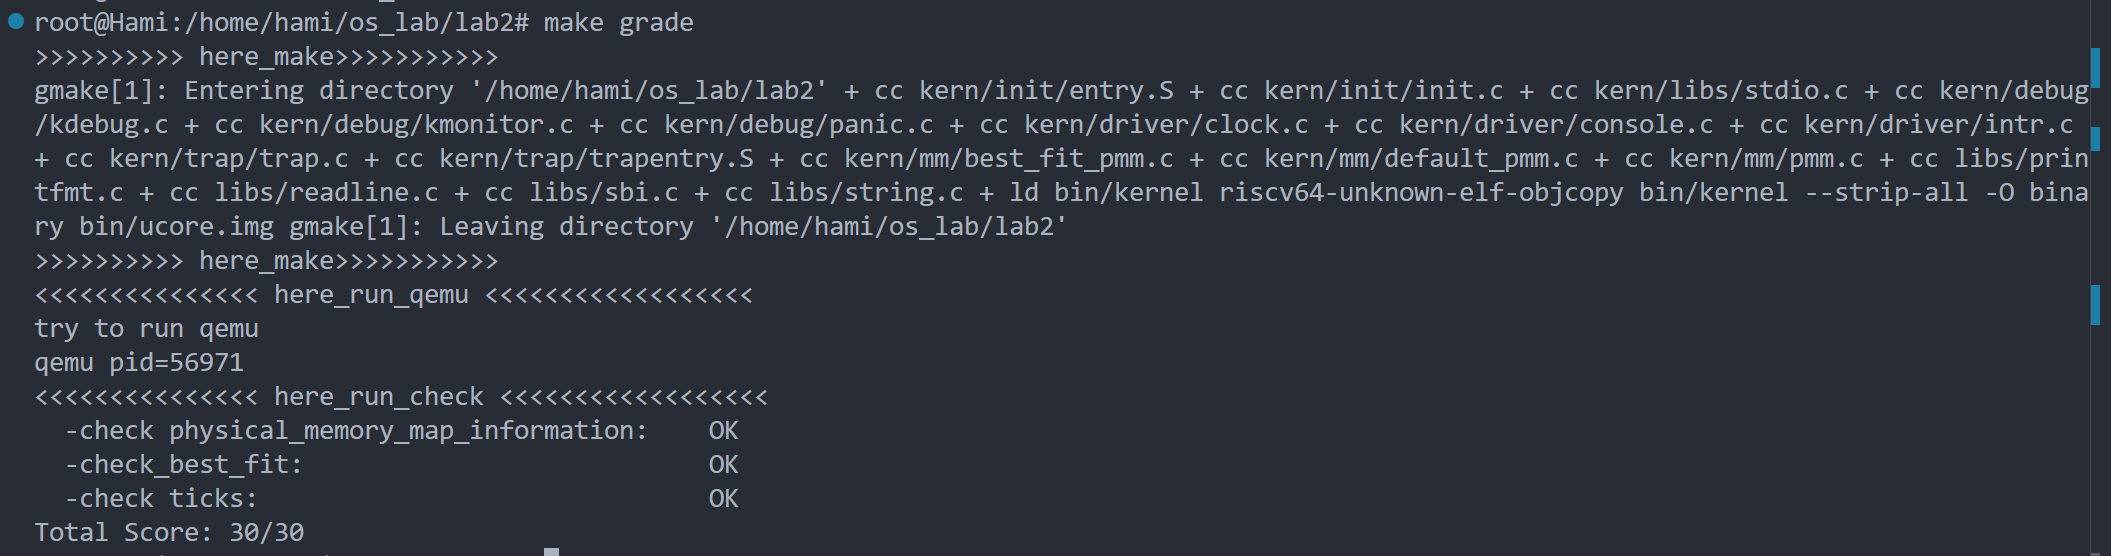 root@Hami:/home/hami/os_lab/lab2# make grade
>>>>>>>>>> here_make>>>>>>>>>>>
gmake[1]: Entering directory '/home/hami/os_lab/lab2' + cc kern/init/entry.S + cc kern/init/init.c + cc kern/libs/stdio.c + cc kern/debug
/kdebug.c + cc kern/debug/kmonitor.c + cc kern/debug/panic.c + cc kern/driver/clock.c + cc kern/driver/console.c + cc kern/driver/intr.c
+ cc kern/trap/trap.c + cc kern/trap/trapentry.S + cc kern/mm/best_fit_pmm.c + cc kern/mm/default_pmm.c + cc kern/mm/pmm.c + cc libs/prin
tfmt.c + cc libs/readline.c + cc libs/sbi.c + cc libs/string.c + ld bin/kernel riscv64-unknown-elf-objcopy bin/kernel --strip-all -O bina
ry bin/ucore.img gmake[1]: Leaving directory '/home/hami/os_lab/lab2'
>>>>>>>>>> here_make>>>>>>>>>>>
<<<<<<<<<<<<<<< here_run_qemu <<<<<<<<<<<<<<<<<<
try to run qemu
qemu pid=56971
<<<<<<<<<<<<<<< here_run_check <<<<<<<<<<<<<<<<<<
  -check physical_memory_map_information:    OK
  -check_best_fit:                           OK
  -check ticks:                              OK
Total Score: 30/30